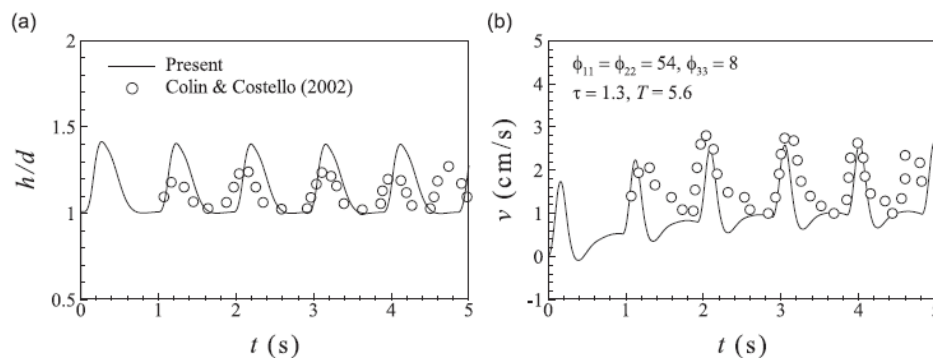 (a)
2
1.5
1
0.5
h/d
Present
Colin & Costello (2002)
0 1 2 3 4 5
t (s)
(b)
5
4
3
2
1
0
-1
v (cm/s)
ϕ11 = ϕ22 = 54, ϕ33 = 8
τ = 1.3, T = 5.6
0 1 2 3 4 5
t (s)